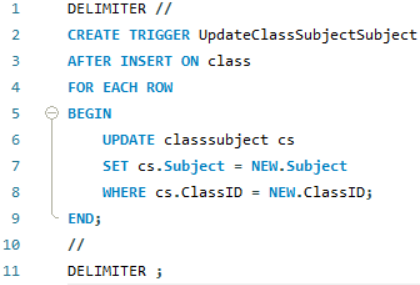 1 DELIMITER //
2 CREATE TRIGGER UpdateClassSubjectSubject
3 AFTER INSERT ON class
4 FOR EACH ROW
5 BEGIN
6 UPDATE classsubject cs
7 SET cs.Subject = NEW.Subject
8 WHERE cs.ClassID = NEW.ClassID;
9 END;
10 //
11 DELIMITER ;